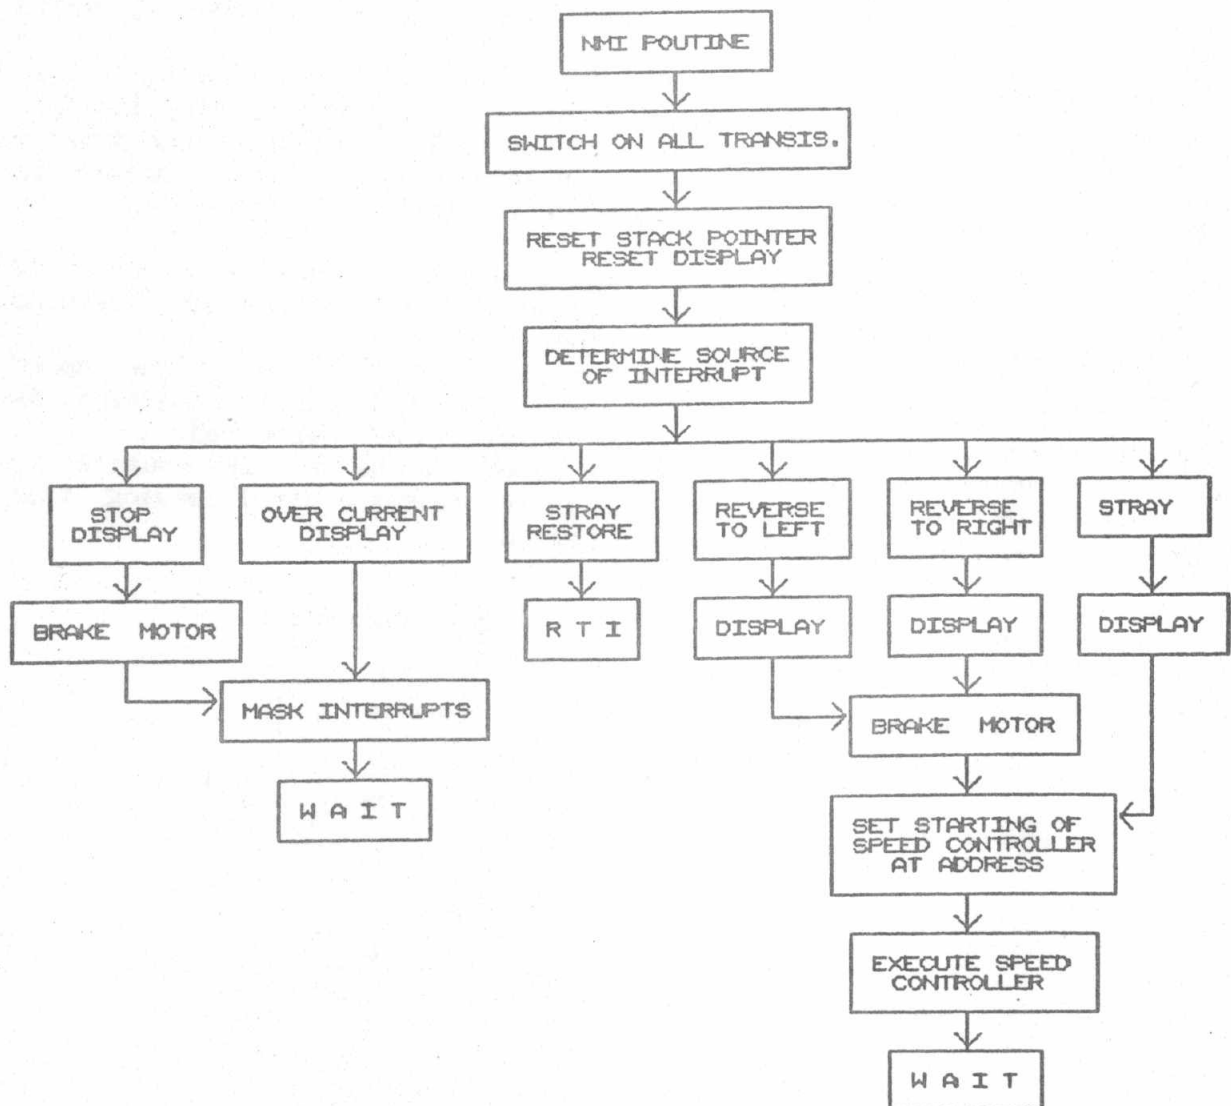 NMI POUTINE
SWITCH ON ALL TRANSIS.
RESET STACK POINTER
RESET DISPLAY
DETERMINE SOURCE
OF INTERRUPT
STOP
DISPLAY
OVER CURRENT
DISPLAY
STRAY
RESTORE
REVERSE
TO LEFT
REVERSE
TO RIGHT
STRAY
BRAKE MOTOR
R T I
DISPLAY
DISPLAY
DISPLAY
MASK INTERRUPTS
BRAKE MOTOR
W A I T
SET STARTING OF
SPEED CONTROLLER
AT ADDRESS
EXECUTE SPEED
CONTROLLER
W A I T